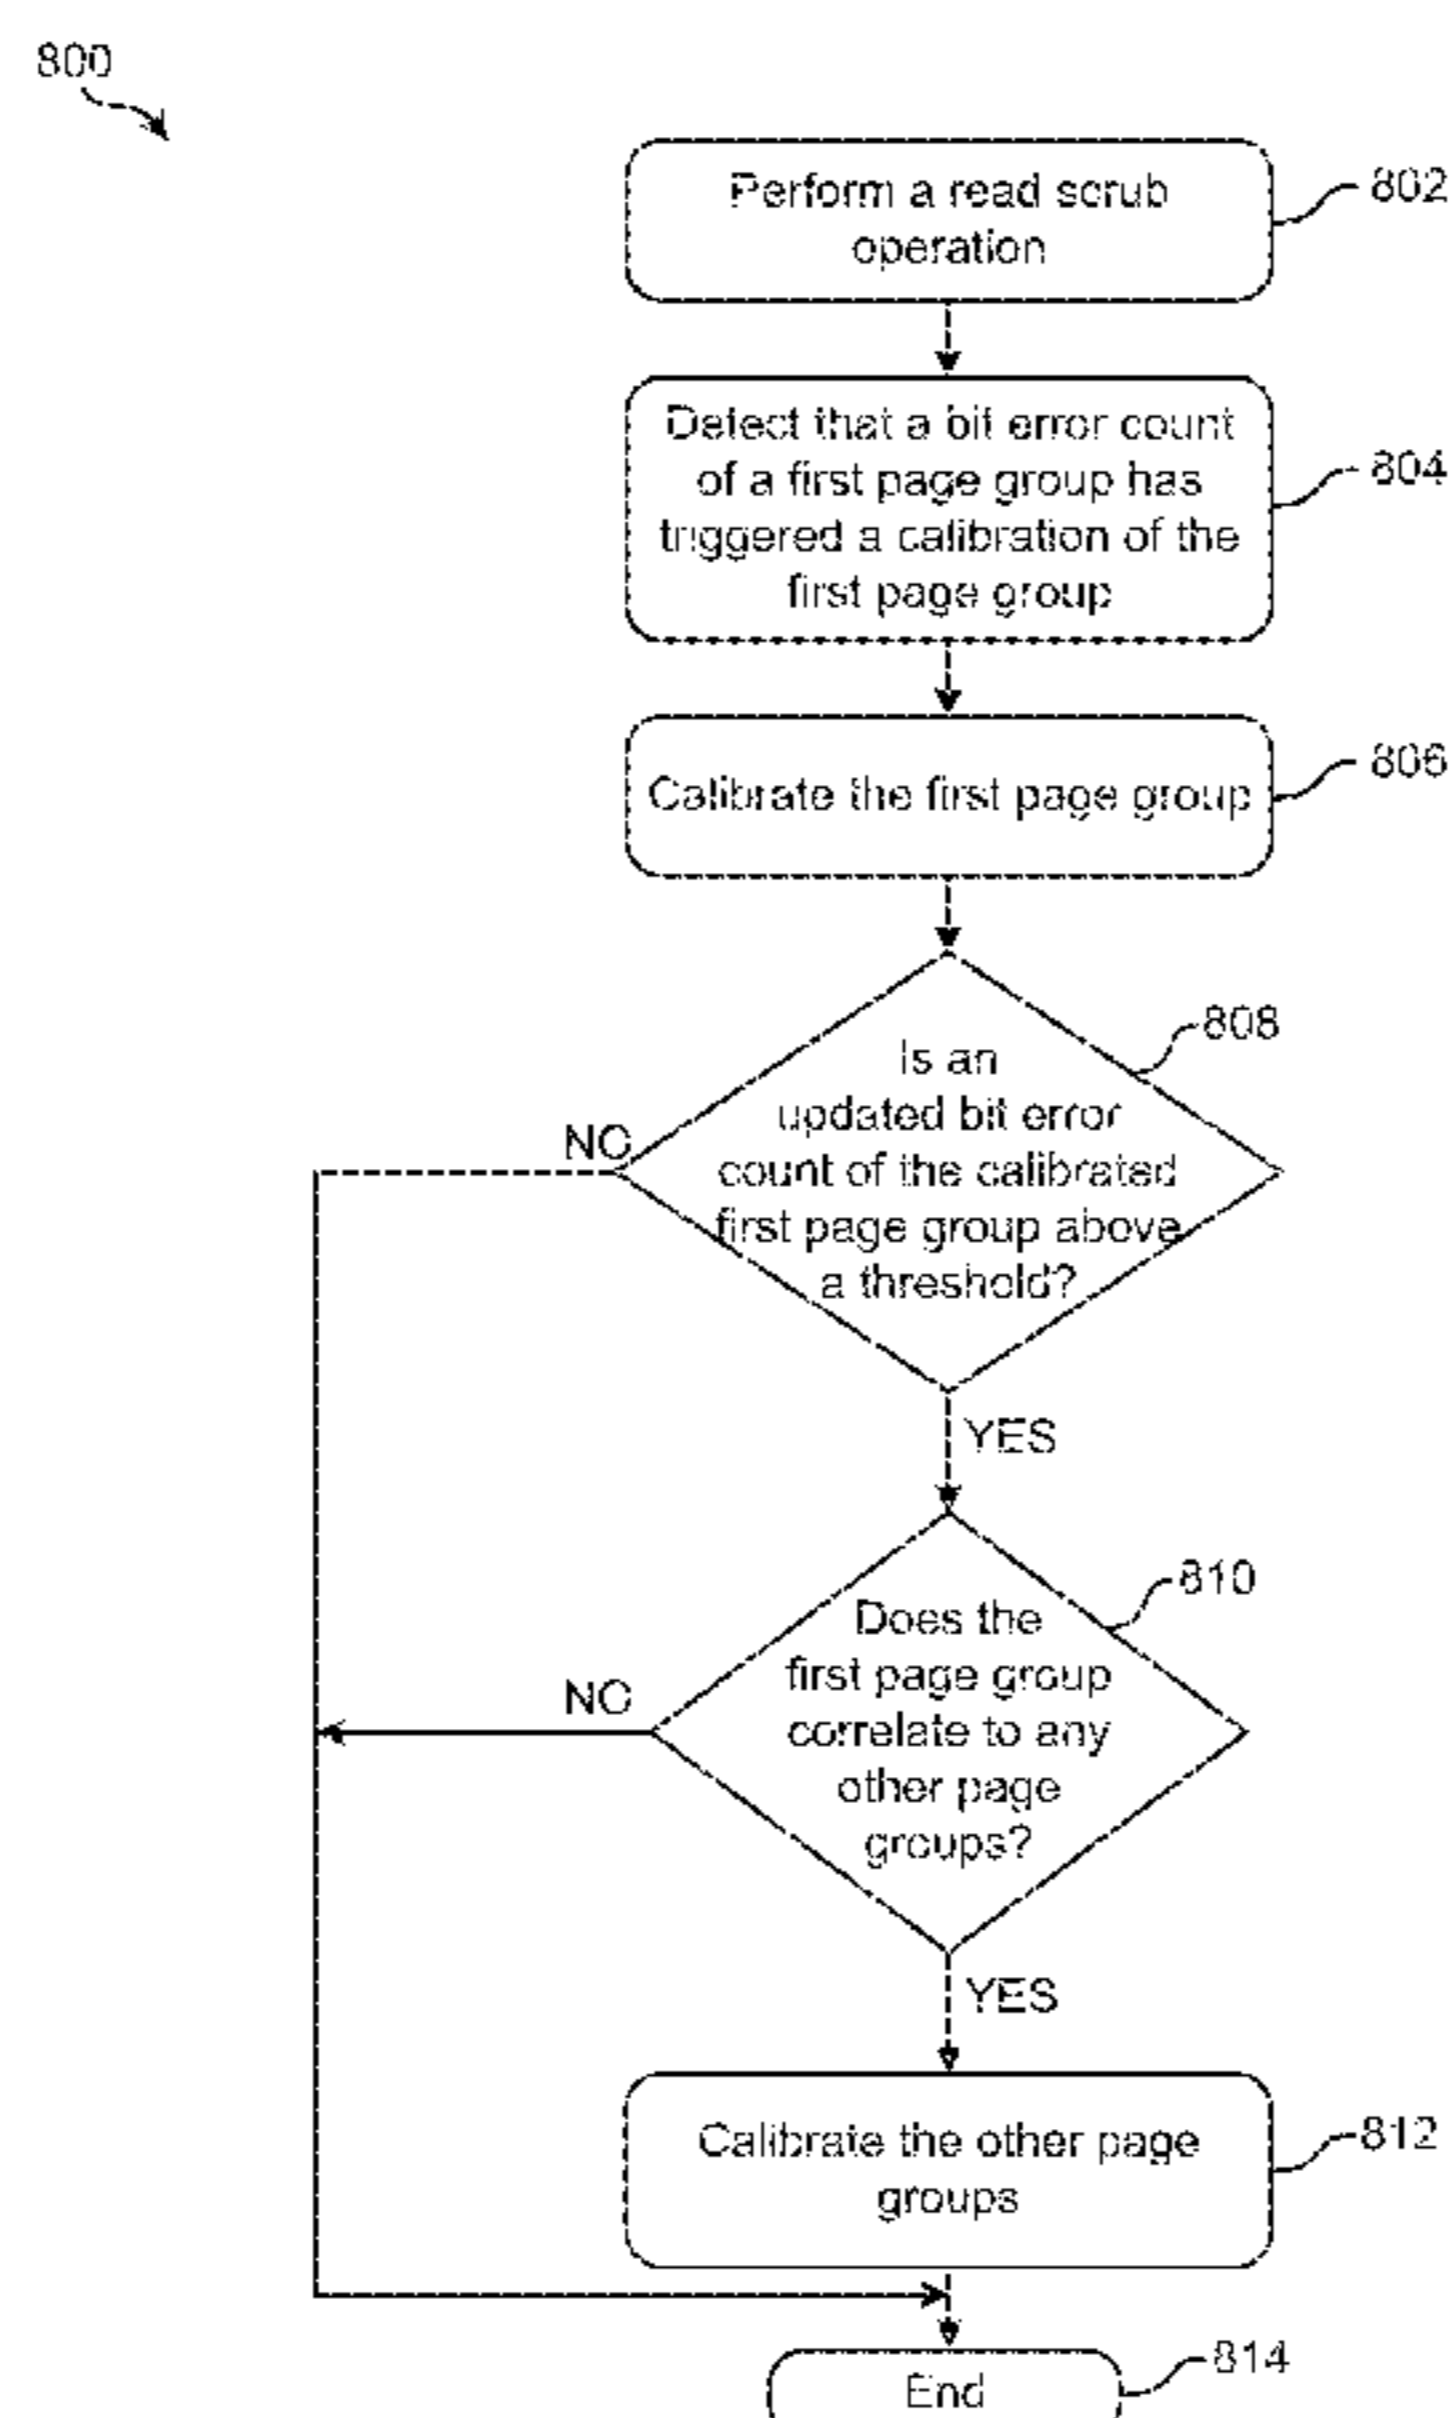 800
Perform a read scrub
operation
802
Detect that a bit error count
of a first page group has
triggered a calibration of the
first page group
804
Calibrate the first page group
806
Is an
updated bit error
count of the calibrated
first page group above
a threshold?
808
NO
YES
Does the
first page group
correlate to any
other page
groups?
810
NO
YES
Calibrate the other page
groups
812
End
814